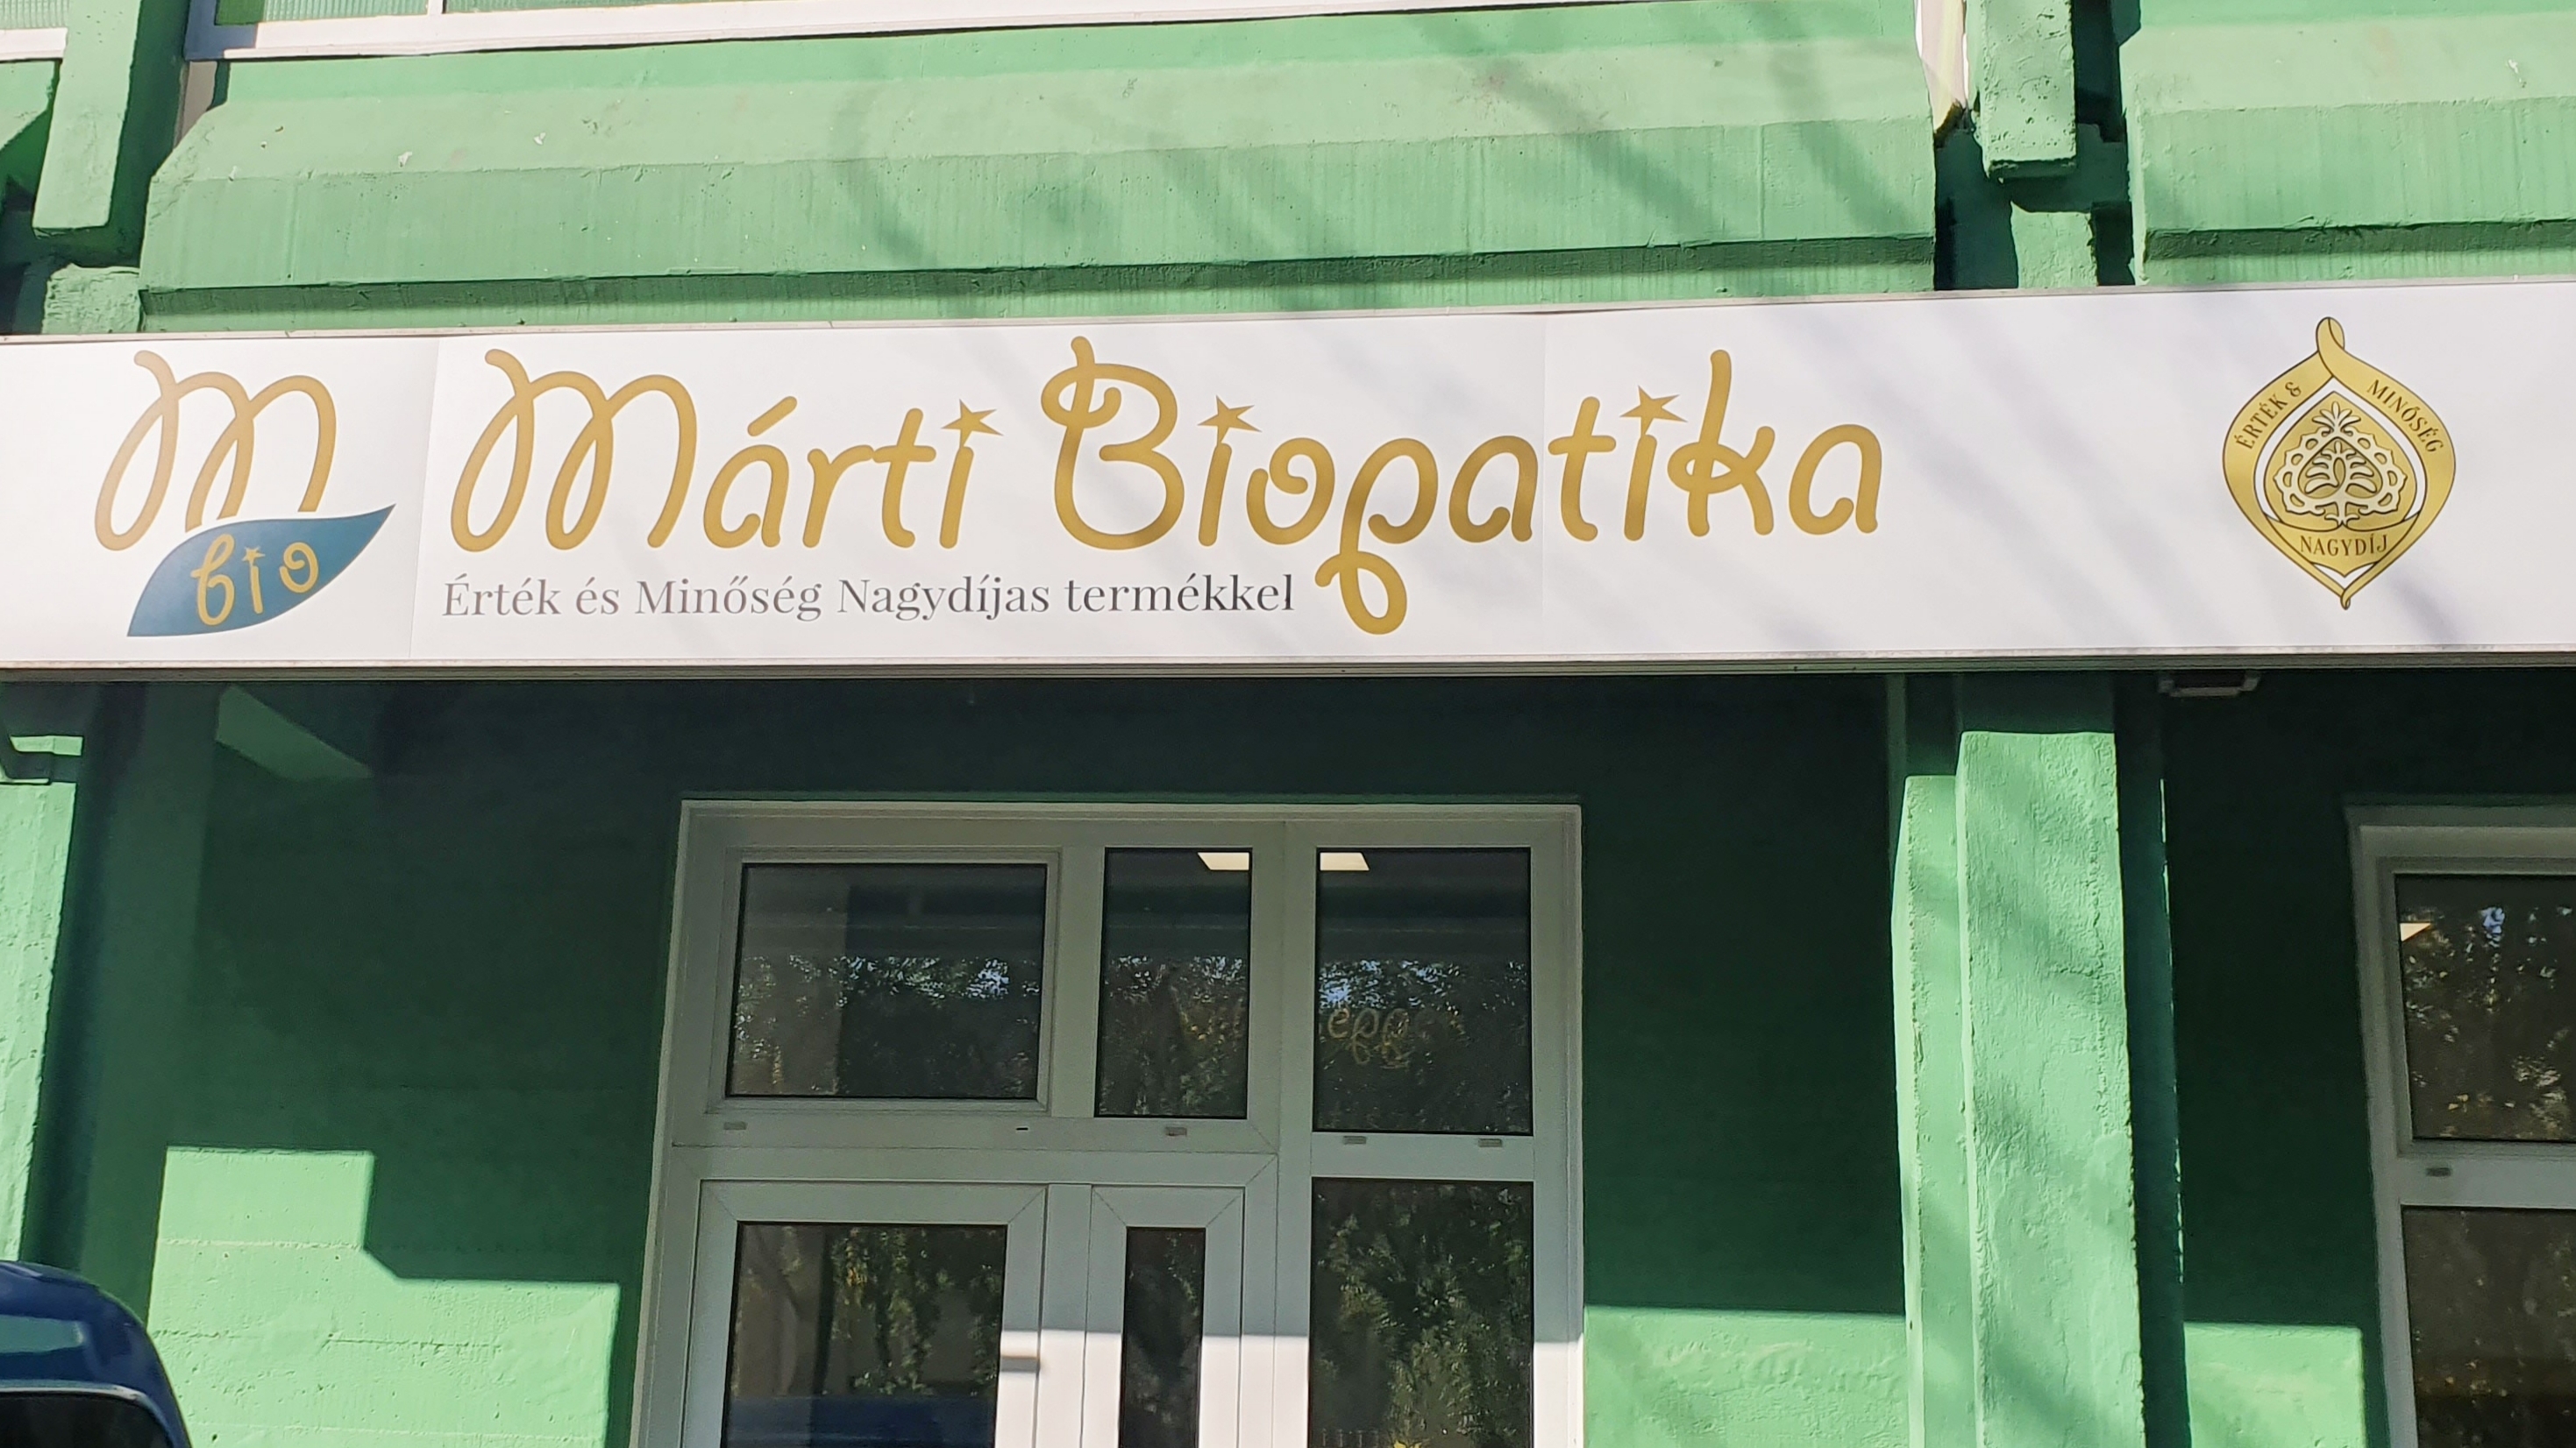 M
bio
Márti Biopatika
Érték és Minőség Nagydíjas termékkel
ÉRTÉK & MINŐSÉG
NAGYDÍJ